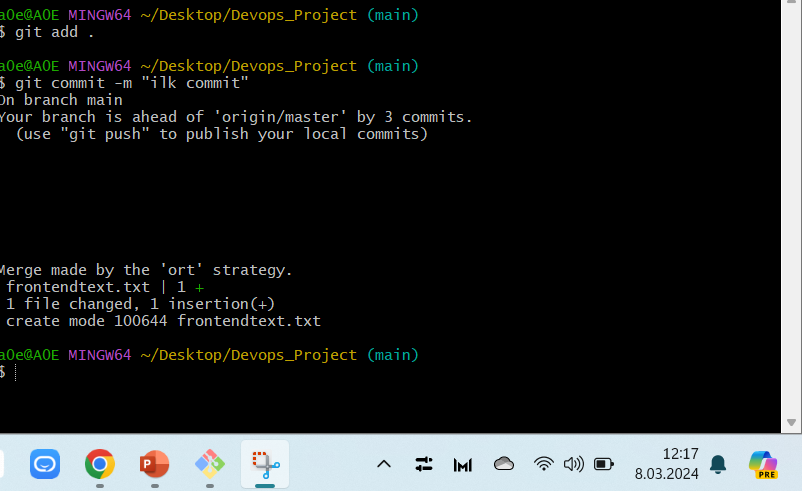 a0e@A0E MINGW64 ~/Desktop/Devops_Project (main)
$ git add .
a0e@A0E MINGW64 ~/Desktop/Devops_Project (main)
$ git commit -m "ilk commit"
On branch main
Your branch is ahead of 'origin/master' by 3 commits.
(use "git push" to publish your local commits)
Merge made by the 'ort' strategy.
frontendtext.txt | 1 +
1 file changed, 1 insertion(+)
create mode 100644 frontendtext.txt
a0e@A0E MINGW64 ~/Desktop/Devops_Project (main)
$
12:17
8.03.2024
PRE